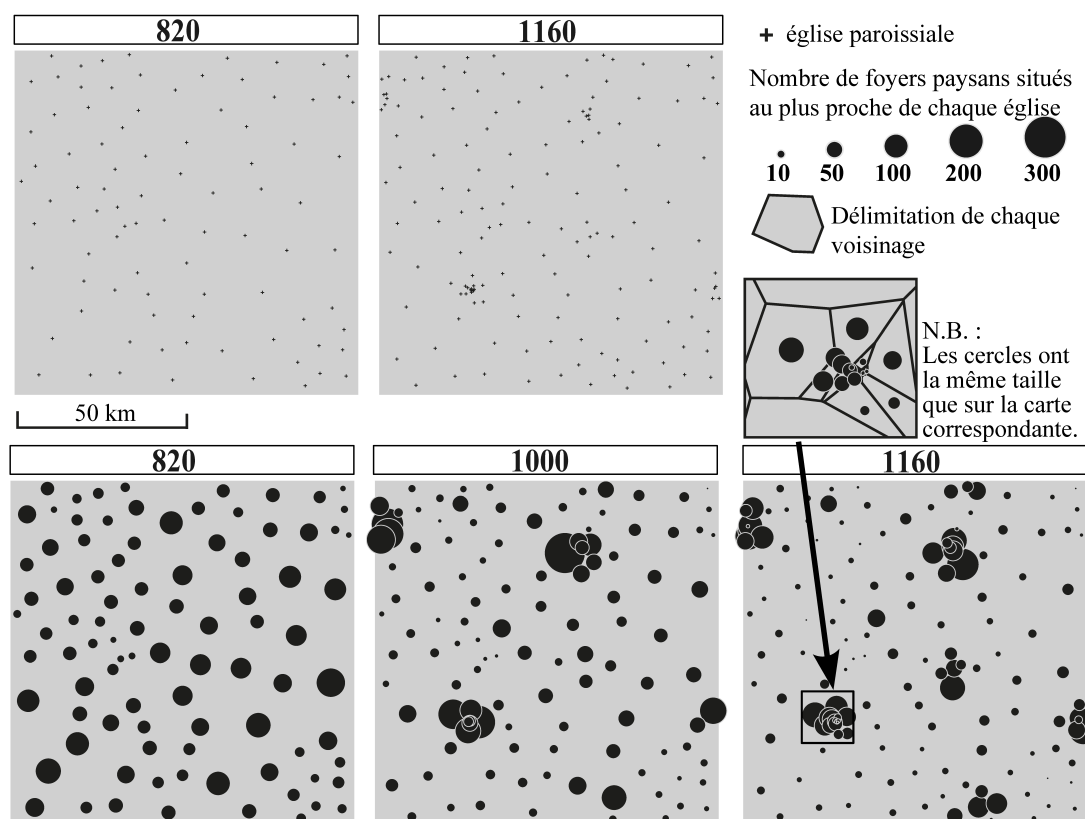 820
1160
+ église paroissiale
Nombre de foyers paysans situés
au plus proche de chaque église
10 50 100 200 300
Délimitation de chaque
voisinage
N.B. :
Les cercles ont
la même taille
que sur la carte
correspondante.
50 km
820
1000
1160